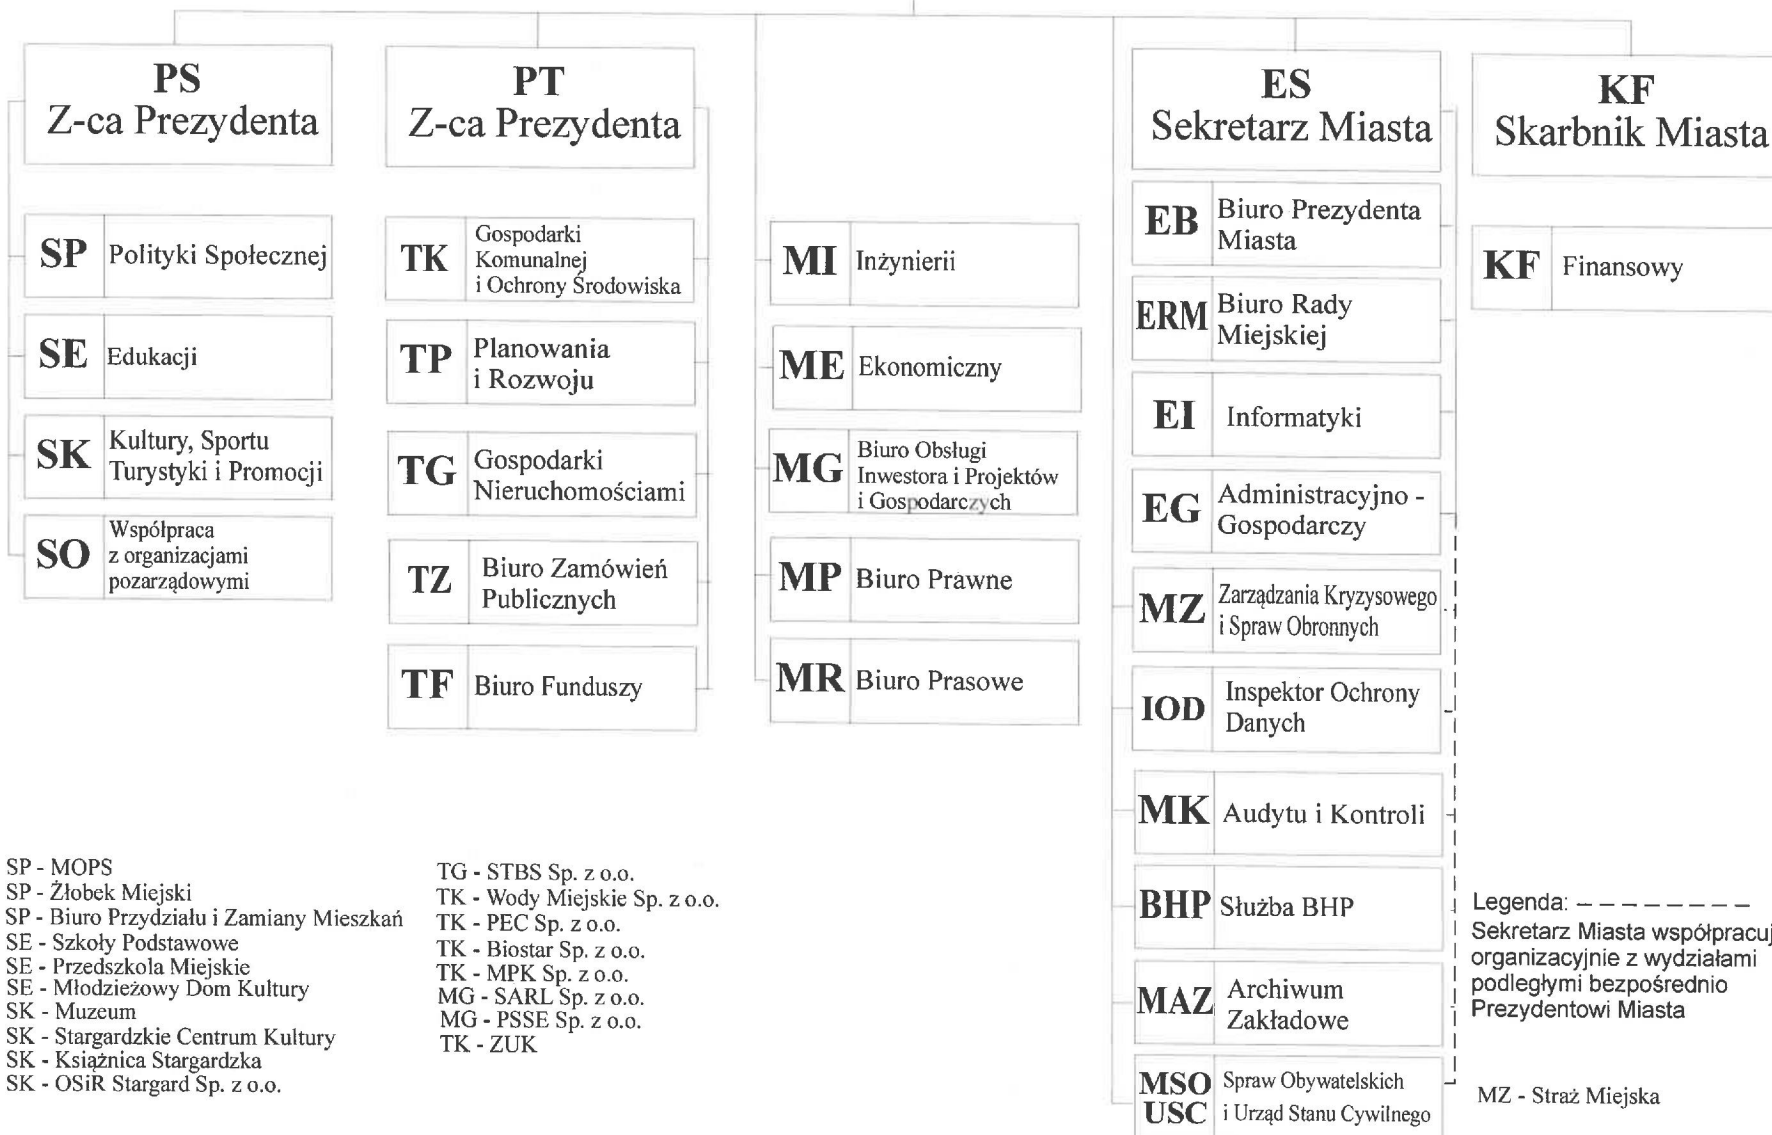 PS
Z-ca Prezydenta
SP
Polityki Społecznej
SE
Edukacji
SK
Kultury, Sportu
Turystyki i Promocji
SO
Współpraca
z organizacjami
pozarządowymi
PT
Z-ca Prezydenta
TK
Gospodarki
Komunalnej
i Ochrony Środowiska
TP
Planowania
i Rozwoju
TG
Gospodarki
Nieruchomościami
TZ
Biuro Zamówień
Publicznych
TF
Biuro Funduszy
MI
Inżynierii
ME
Ekonomiczny
MG
Biuro Obsługi
Inwestora i Projektów
i Gospodarczych
MP
Biuro Prawne
MR
Biuro Prasowe
ES
Sekretarz Miasta
EB
Biuro Prezydenta
Miasta
ERM
Biuro Rady
Miejskiej
EI
Informatyki
EG
Administracyjno -
Gospodarczy
MZ
Zarządzania Kryzysowego
i Spraw Obronnych
IOD
Inspektor Ochrony
Danych
MK
Audytu i Kontroli
BHP
Służba BHP
MAZ
Archiwum
Zakładowe
MSO
USC
Spraw Obywatelskich
i Urząd Stanu Cywilnego
KF
Skarbnik Miasta
KF
Finansowy
SP - MOPS
SP - Żłobek Miejski
SP - Biuro Przydziału i Zamiany Mieszkań
SE - Szkoły Podstawowe
SE - Przedszkola Miejskie
SE - Młodzieżowy Dom Kultury
SK - Muzeum
SK - Stargardzkie Centrum Kultury
SK - Książnica Stargardzka
SK - OSiR Stargard Sp. z o.o.
TG - STBS Sp. z o.o.
TK - Wody Miejskie Sp. z o.o.
TK - PEC Sp. z o.o.
TK - Biostar Sp. z o.o.
TK - MPK Sp. z o.o.
MG - SARL Sp. z o.o.
MG - PSSE Sp. z o.o.
TK - ZUK
Legenda: – – – – – – – – –
Sekretarz Miasta współpracuj
organizacyjnie z wydziałami
podległymi bezpośrednio
Prezydentowi Miasta
MZ - Straż Miejska